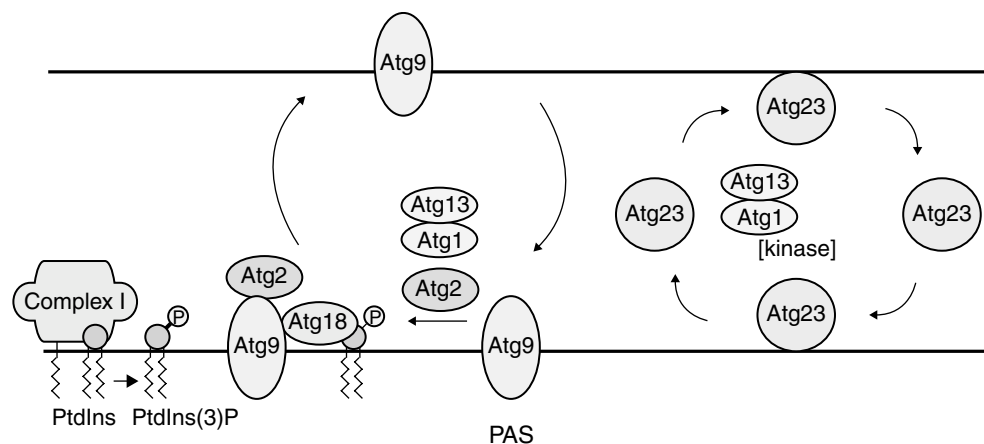 Atg9
Atg23
Atg13
Atg1
Atg13
Atg1
[kinase]
Atg23
Atg23
Complex I
Atg2
Atg2
Atg18
P
P
Atg23
Atg9
Atg9
PtdIns
PtdIns(3)P
PAS